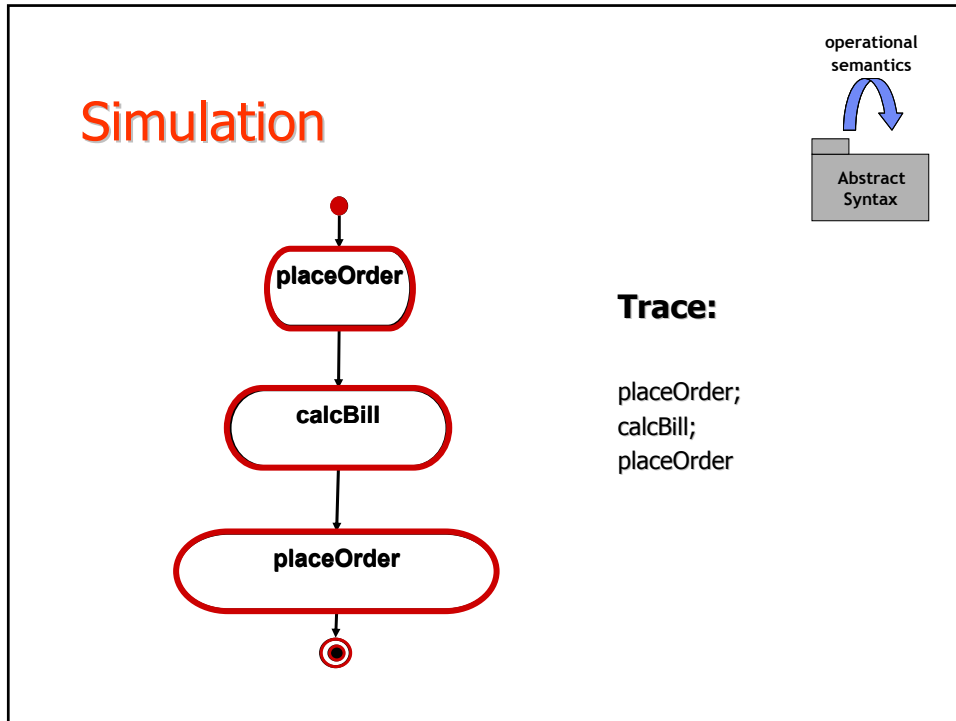 operational
semantics
Simulation
Abstract
Syntax
placeOrder
calcBill
placeOrder
Trace:
placeOrder;
calcBill;
placeOrder